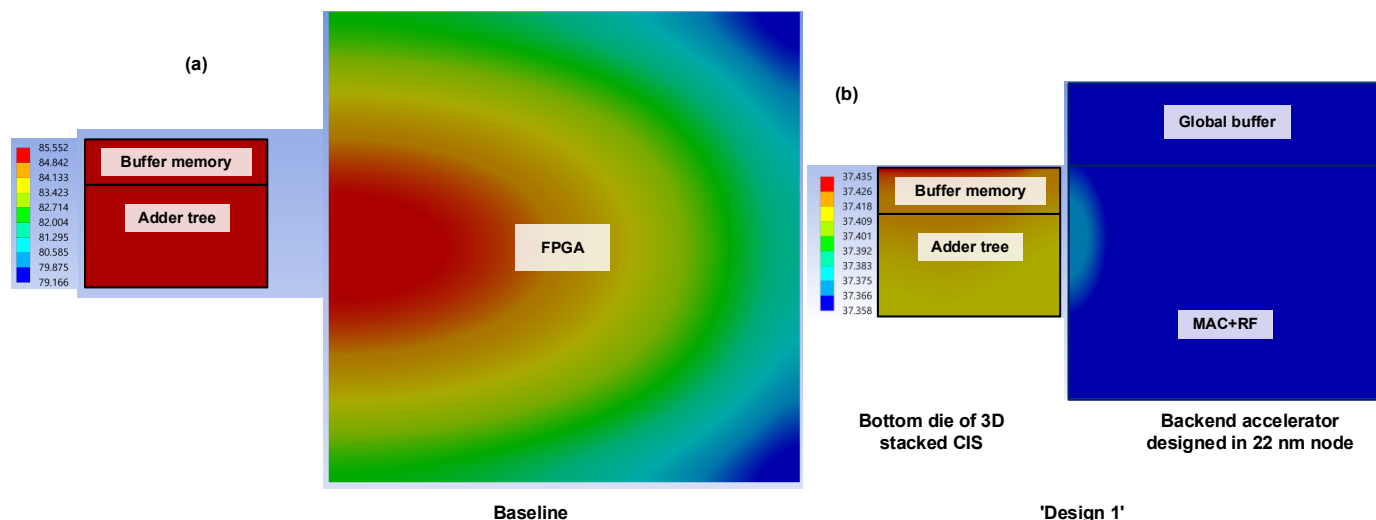 (a)
85.552
84.842
84.133
83.423
82.714
82.004
81.295
80.585
79.875
79.166
Buffer memory
Adder tree
FPGA
Baseline
(b)
37.435
37.426
37.418
37.409
37.401
37.392
37.383
37.375
37.366
37.358
Buffer memory
Adder tree
Global buffer
MAC+RF
Bottom die of 3D
stacked CIS
Backend accelerator
designed in 22 nm node
'Design 1'